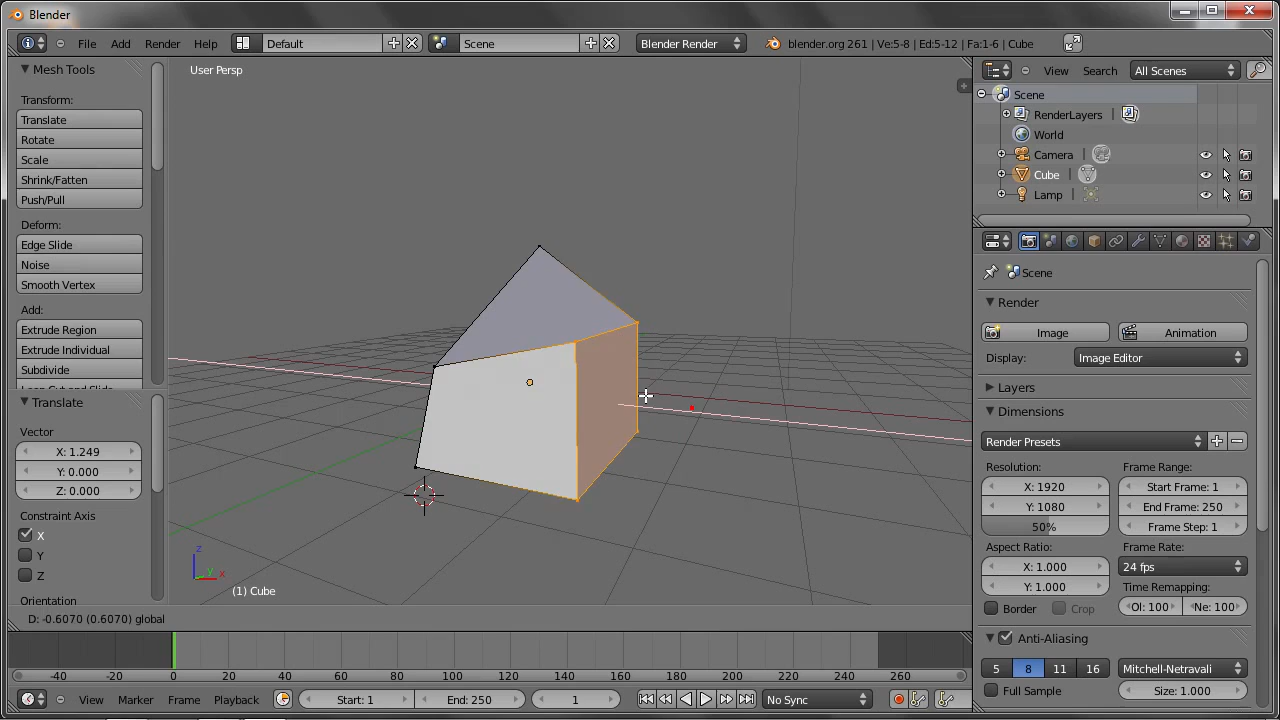 Blender
File Add Render Help Default Scene Blender Render blender.org 261 | Ve:5-8 | Ed:5-12 | Fa:1-6 | Cube
Mesh Tools
Transform:
Translate
Rotate
Scale
Shrink/Fatten
Push/Pull
Deform:
Edge Slide
Noise
Smooth Vertex
Add:
Extrude Region
Extrude Individual
Subdivide
Loop Cut and Slide
Translate
Vector
X: 1.249
Y: 0.000
Z: 0.000
Constraint Axis
X
Y
Z
Orientation
User Persp
z
y
x
(1) Cube
D: -0.6070 (0.6070) global
-40 -20 0 20 40 60 80 100 120 140 160 180 200 220 240 260
View Marker Frame Playback Start: 1 End: 250 1 No Sync
View Search All Scenes
Scene
RenderLayers |
World
Camera |
Cube |
Lamp |
Scene
Render
Image Animation
Display: Image Editor
Layers
Dimensions
Render Presets
Resolution: Frame Range:
X: 1920 Start Frame: 1
Y: 1080 End Frame: 250
50% Frame Step: 1
Aspect Ratio: Frame Rate:
X: 1.000 24 fps
Y: 1.000 Time Remapping:
Border Crop Ol: 100 Ne: 100
Anti-Aliasing
5 8 11 16 Mitchell-Netravali
Full Sample Size: 1.000